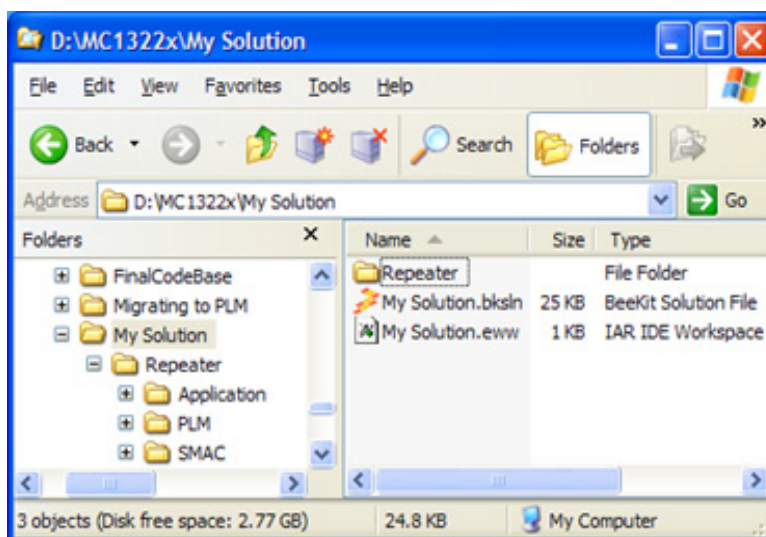 D:\MC1322x\My Solution
File Edit View Favorites Tools Help
Back Search Folders »
Address D:\MC1322x\My Solution Go
Folders x Name Size Type
FinalCodeBase
Migrating to PLM
My Solution
Repeater
Application
PLM
SMAC
Repeater File Folder
My Solution.bksln 25 KB BeeKit Solution File
My Solution.eww 1 KB IAR IDE Workspace
3 objects (Disk free space: 2.77 GB) 24.8 KB My Computer